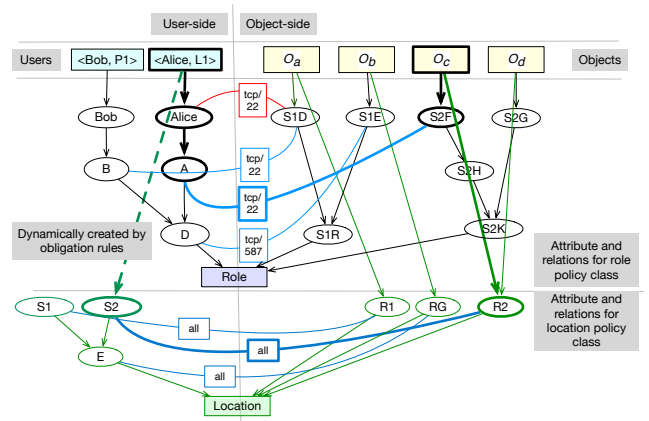 User-side
Object-side
Users
<Bob, P1>
<Alice, L1>
Oa
Ob
Oc
Od
Objects
Bob
Alice
tcp/
22
S1D
S1E
S2F
S2G
B
A
tcp/
22
S2H
tcp/
22
Dynamically created by
obligation rules
D
tcp/
587
S1R
S2K
Role
Attribute and
relations for role
policy class
S1
S2
R1
RG
R2
Attribute and
relations for
location policy
class
all
all
E
all
Location